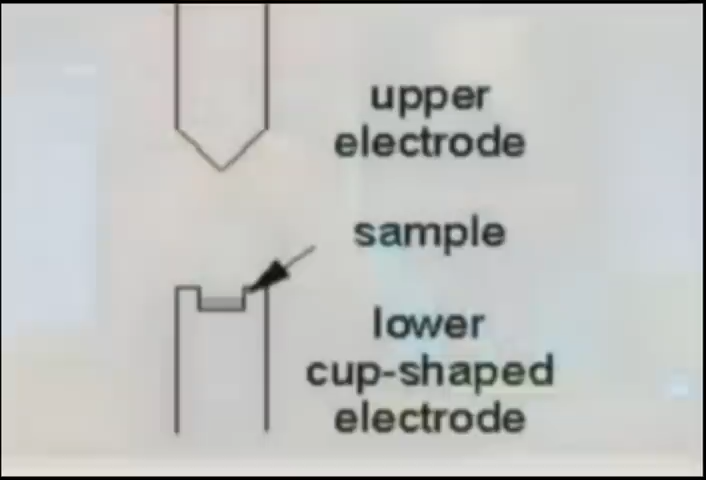 upper
electrode
sample
lower
cup-shaped
electrode